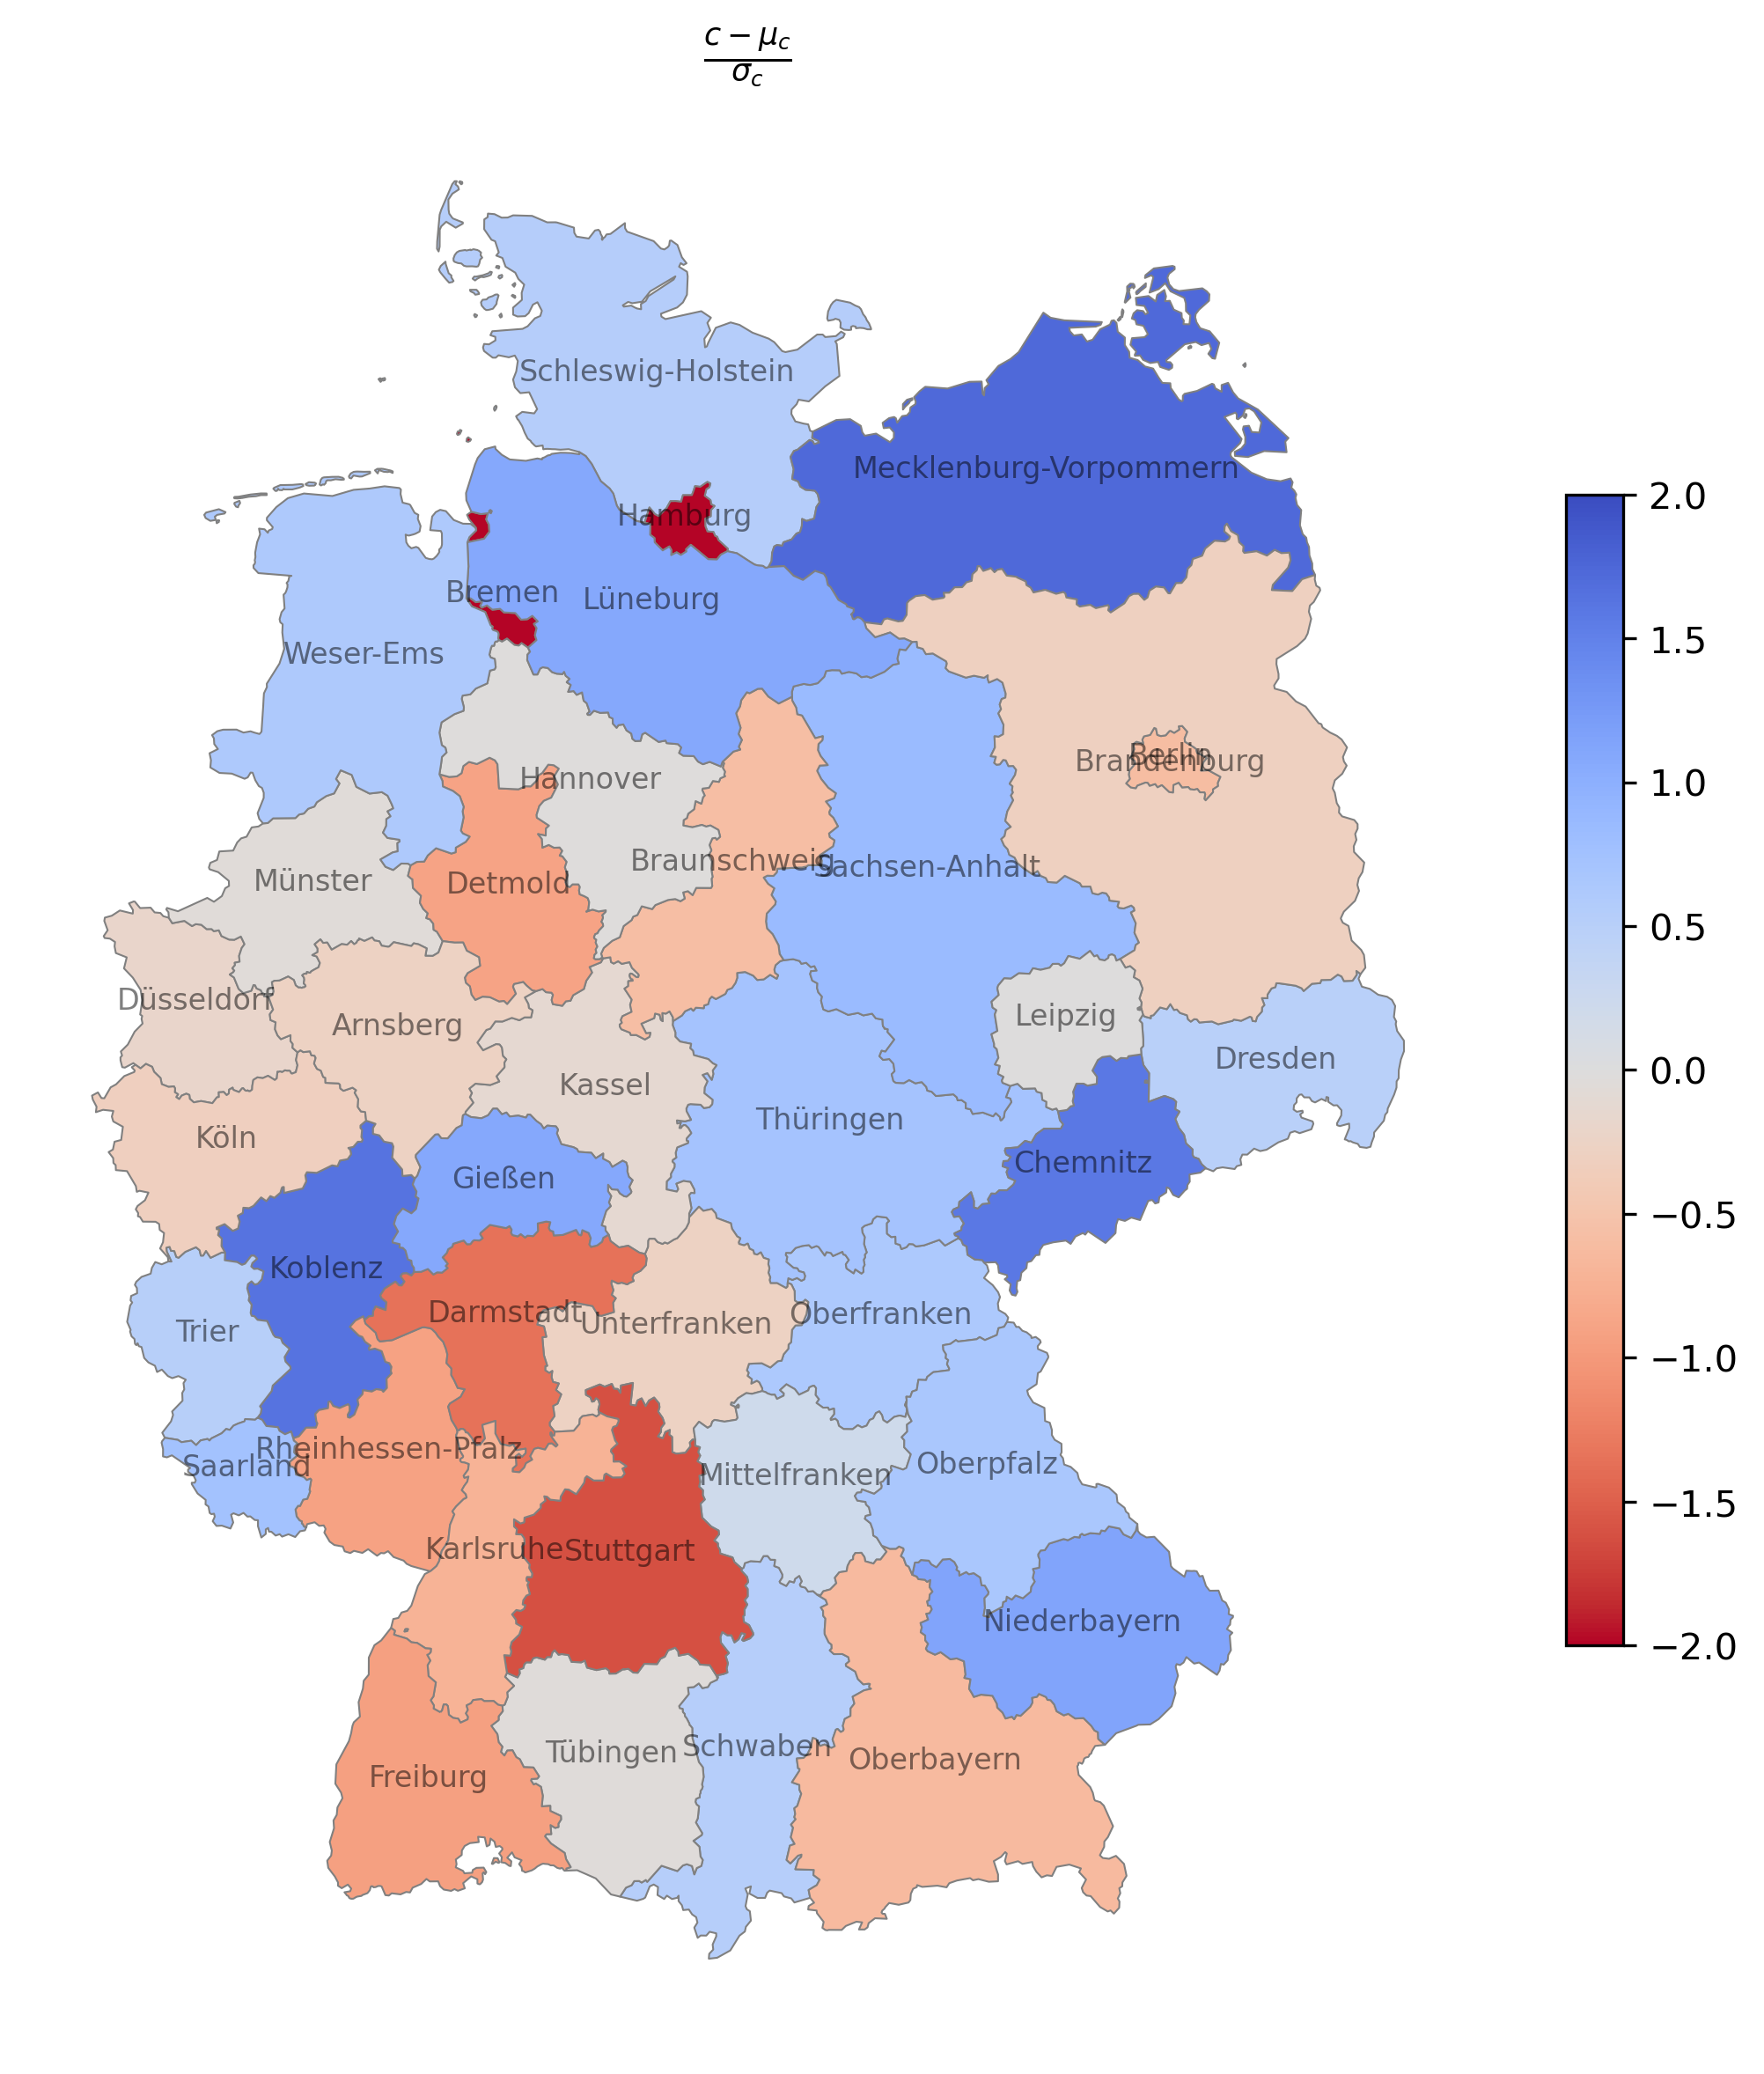 c − μc
σc
Schleswig-Holstein
Mecklenburg-Vorpommern
2.0
Hamburg
Bremen
Lüneburg
1.5
Weser-Ems
Berlin
Brandenburg
Hannover
1.0
Braunschweig
Sachsen-Anhalt
Münster
Detmold
0.5
Düsseldorf
Leipzig
Arnsberg
Dresden
0.0
Kassel
Thüringen
Köln
Chemnitz
Gießen
−0.5
Koblenz
Darmstadt
Oberfranken
Unterfranken
Trier
−1.0
Rheinhessen-Pfalz
Oberpfalz
Saarland
Mittelfranken
−1.5
Karlsruhe
Stuttgart
Niederbayern
−2.0
Schwaben
Tübingen
Oberbayern
Freiburg